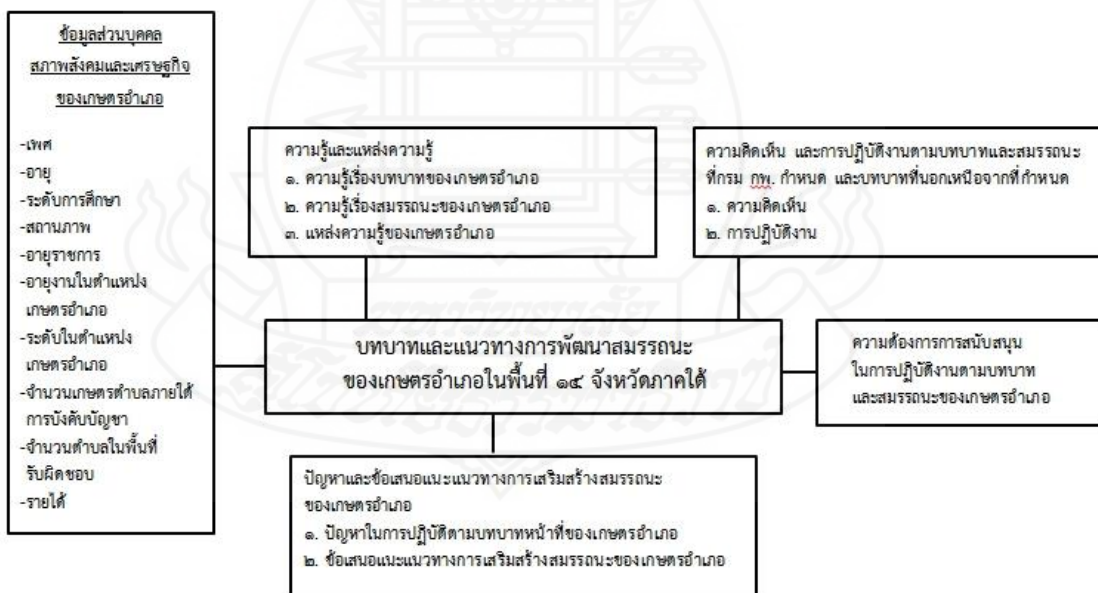 ข้อมูลส่วนบุคคล
สภาพสังคมและเศรษฐกิจ
ของเกษตรอำเภอ
-เพศ
-อายุ
-ระดับการศึกษา
-สถานภาพ
-อายุราชการ
-อายุงานในตำแหน่ง
เกษตรอำเภอ
-ระดับในตำแหน่ง
เกษตรอำเภอ
-จำนวนเกษตรตำบลภายใต้
การบังคับบัญชา
-จำนวนตำบลในพื้นที่
รับผิดชอบ
-รายได้
ความรู้และแหล่งความรู้
๑. ความรู้เรื่องบทบาทของเกษตรอำเภอ
๒. ความรู้เรื่องสมรรถนะของเกษตรอำเภอ
๓. แหล่งความรู้ของเกษตรอำเภอ
ความคิดเห็น และการปฏิบัติงานตามบทบาทและสมรรถนะ
ที่กรม กพ. กำหนด และบทบาทที่นอกเหนือจากที่กำหนด
๑. ความคิดเห็น
๒. การปฏิบัติงาน
บทบาทและแนวทางการพัฒนาสมรรถนะ
ของเกษตรอำเภอในพื้นที่ ๑๔ จังหวัดภาคใต้
ความต้องการการสนับสนุน
ในการปฏิบัติงานตามบทบาท
และสมรรถนะของเกษตรอำเภอ
ปัญหาและข้อเสนอแนะแนวทางการเสริมสร้างสมรรถนะ
ของเกษตรอำเภอ
๑. ปัญหาในการปฏิบัติตามบทบาทหน้าที่ของเกษตรอำเภอ
๒. ข้อเสนอแนะแนวทางการเสริมสร้างสมรรถนะของเกษตรอำเภอ
มหาวิทยาลัย
สุโขทัยธรรมาธิราช